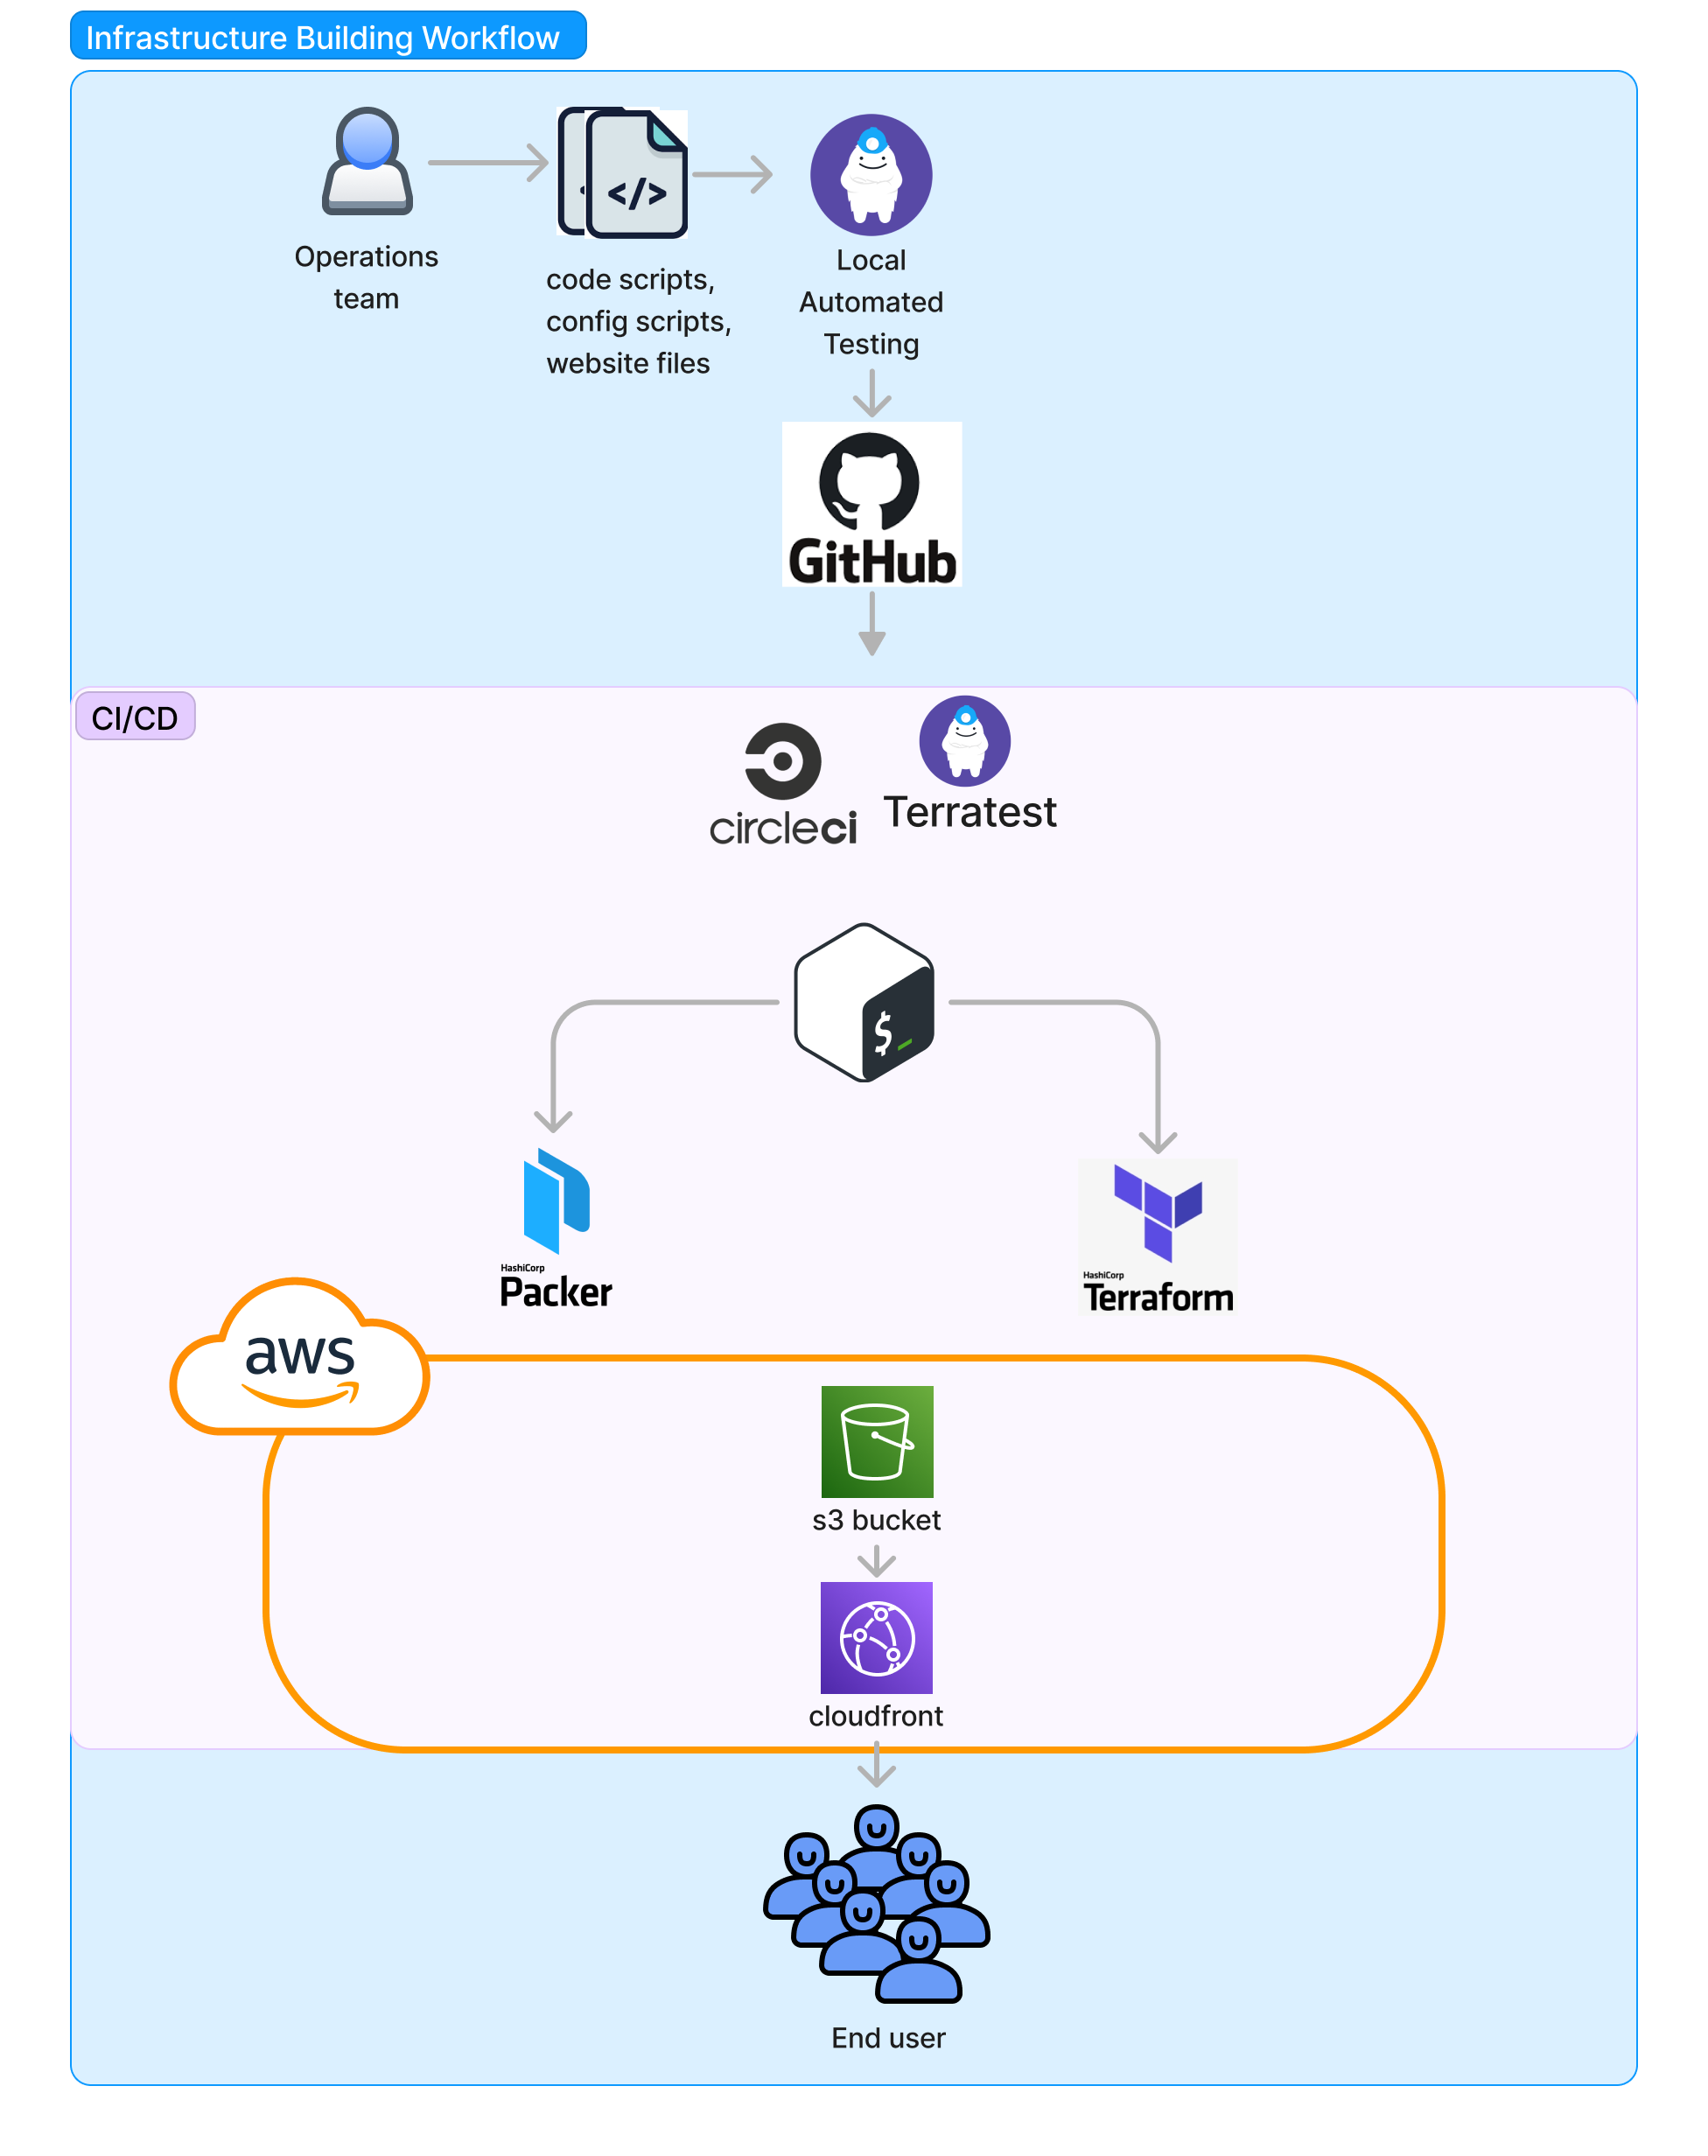 Infrastructure Building Workflow
Operations
team
code scripts,
config scripts,
website files
</>
Local
Automated
Testing
GitHub
CI/CD
circleci
Terratest
$_
HashiCorp
Packer
HashiCorp
Terraform
aws
s3 bucket
cloudfront
End user